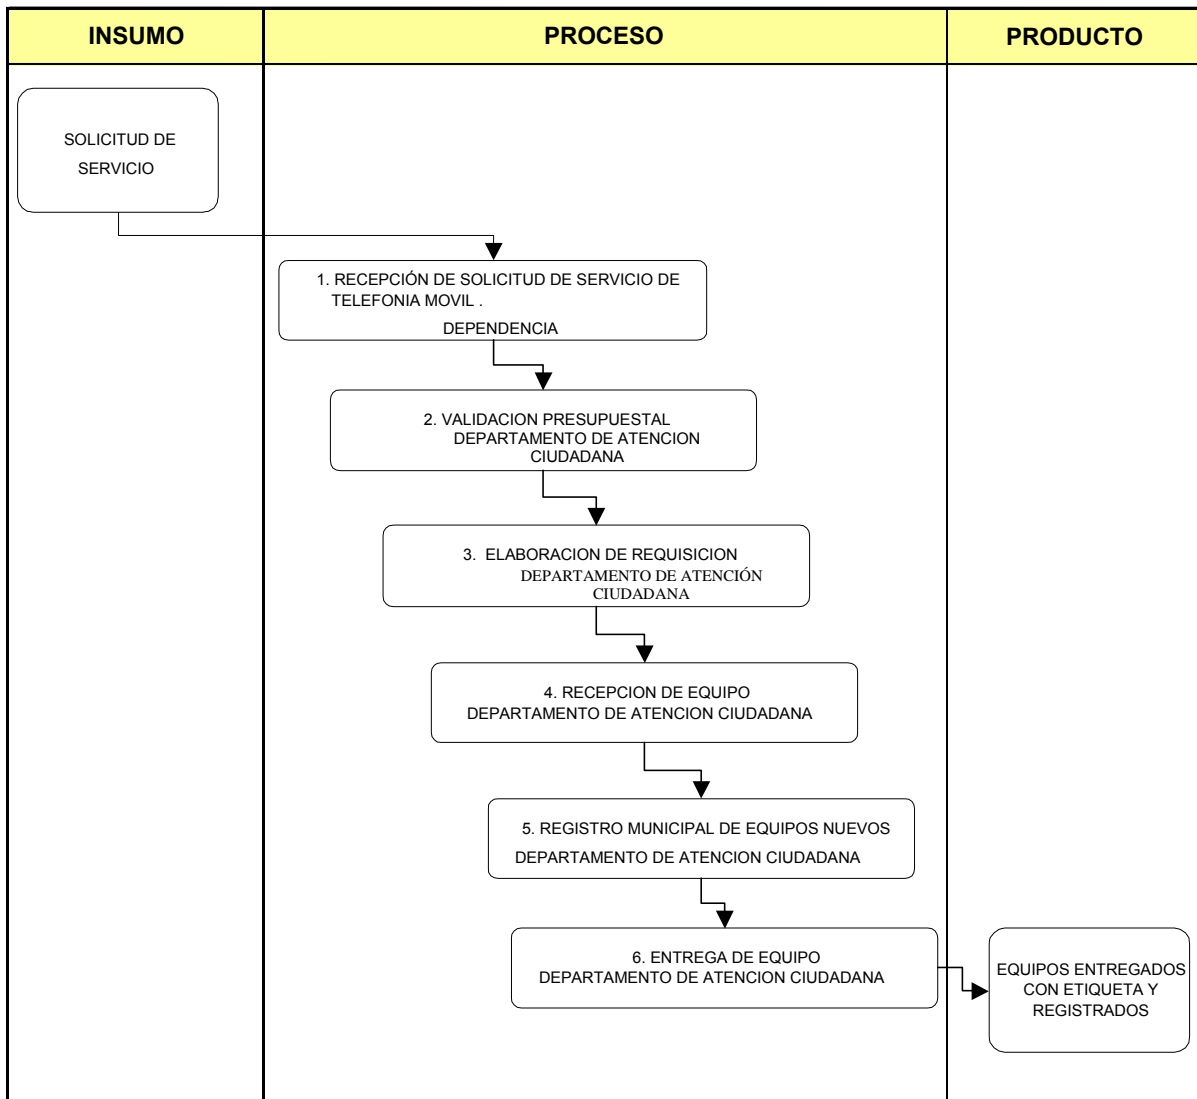 INSUMO
PROCESO
PRODUCTO
SOLICITUD DE
SERVICIO
1. RECEPCIÓN DE SOLICITUD DE SERVICIO DE
TELEFONIA MOVIL .
DEPENDENCIA
2. VALIDACION PRESUPUESTAL
DEPARTAMENTO DE ATENCION
CIUDADANA
3. ELABORACION DE REQUISICION
DEPARTAMENTO DE ATENCIÓN
CIUDADANA
4. RECEPCION DE EQUIPO
DEPARTAMENTO DE ATENCION CIUDADANA
5. REGISTRO MUNICIPAL DE EQUIPOS NUEVOS
DEPARTAMENTO DE ATENCION CIUDADANA
6. ENTREGA DE EQUIPO
DEPARTAMENTO DE ATENCION CIUDADANA
EQUIPOS ENTREGADOS
CON ETIQUETA Y
REGISTRADOS